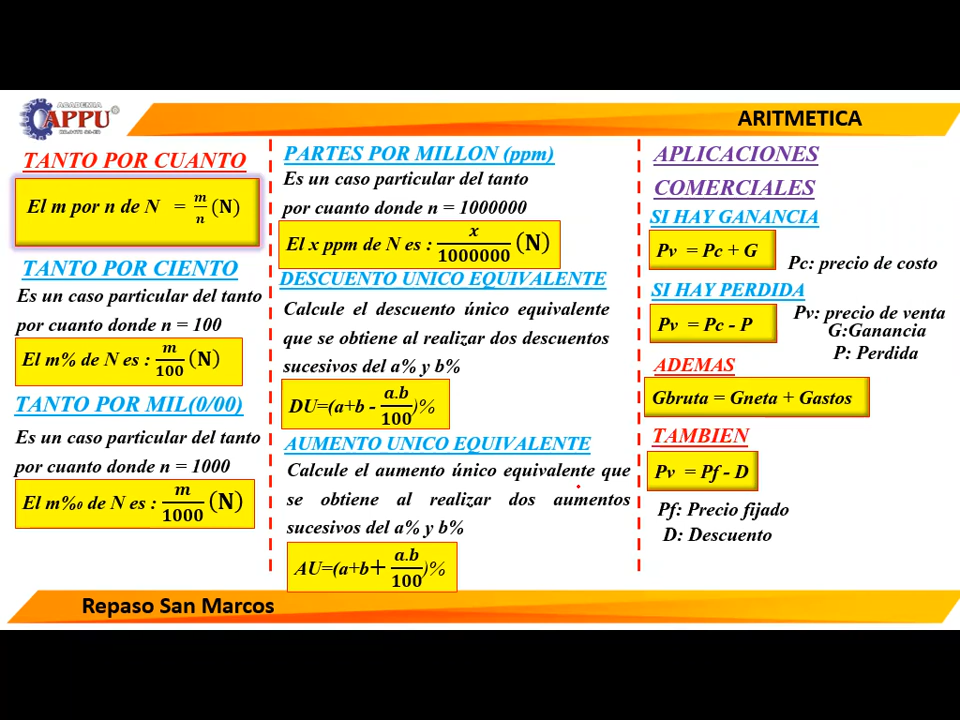 ACADEMIA
APPU
ARITMETICA
TANTO POR CUANTO
El m por n de N = m/n (N)
TANTO POR CIENTO
Es un caso particular del tanto
por cuanto donde n = 100
El m% de N es : m/100 (N)
TANTO POR MIL(0/00)
Es un caso particular del tanto
por cuanto donde n = 1000
El m%0 de N es : m/1000 (N)
PARTES POR MILLON (ppm)
Es un caso particular del tanto
por cuanto donde n = 1000000
El x ppm de N es : x/1000000 (N)
DESCUENTO UNICO EQUIVALENTE
Calcule el descuento único equivalente
que se obtiene al realizar dos descuentos
sucesivos del a% y b%
DU=(a+b - a.b/100)%
AUMENTO UNICO EQUIVALENTE
Calcule el aumento único equivalente que
se obtiene al realizar dos aumentos
sucesivos del a% y b%
AU=(a+b+ a.b/100)%
APLICACIONES
COMERCIALES
SI HAY GANANCIA
Pv = Pc + G
Pc: precio de costo
SI HAY PERDIDA
Pv = Pc - P
Pv: precio de venta
G:Ganancia
P: Perdida
ADEMAS
Gbruta = Gneta + Gastos
TAMBIEN
Pv = Pf - D
Pf: Precio fijado
D: Descuento
Repaso San Marcos